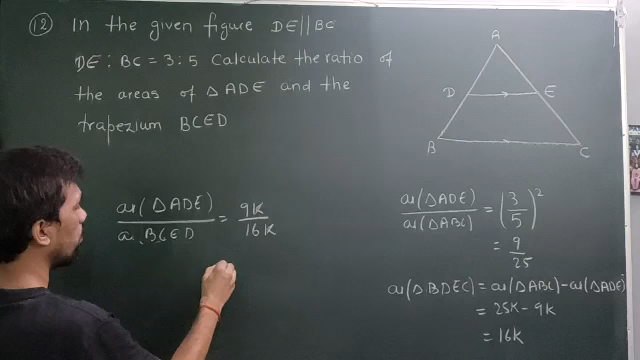 12 In the given figure DE||BC
DE : BC = 3 : 5 Calculate the ratio of
the areas of △ ADE and the
trapezium BCED
A
D E
B C
ar(△ADE) / ar BCED = 9K / 16K
ar(△ADE) / ar(△ABC) = (3/5)²
= 9/25
ar(△BDEC) = ar(△ABC) - ar(△ADE)
= 25K - 9K
= 16K